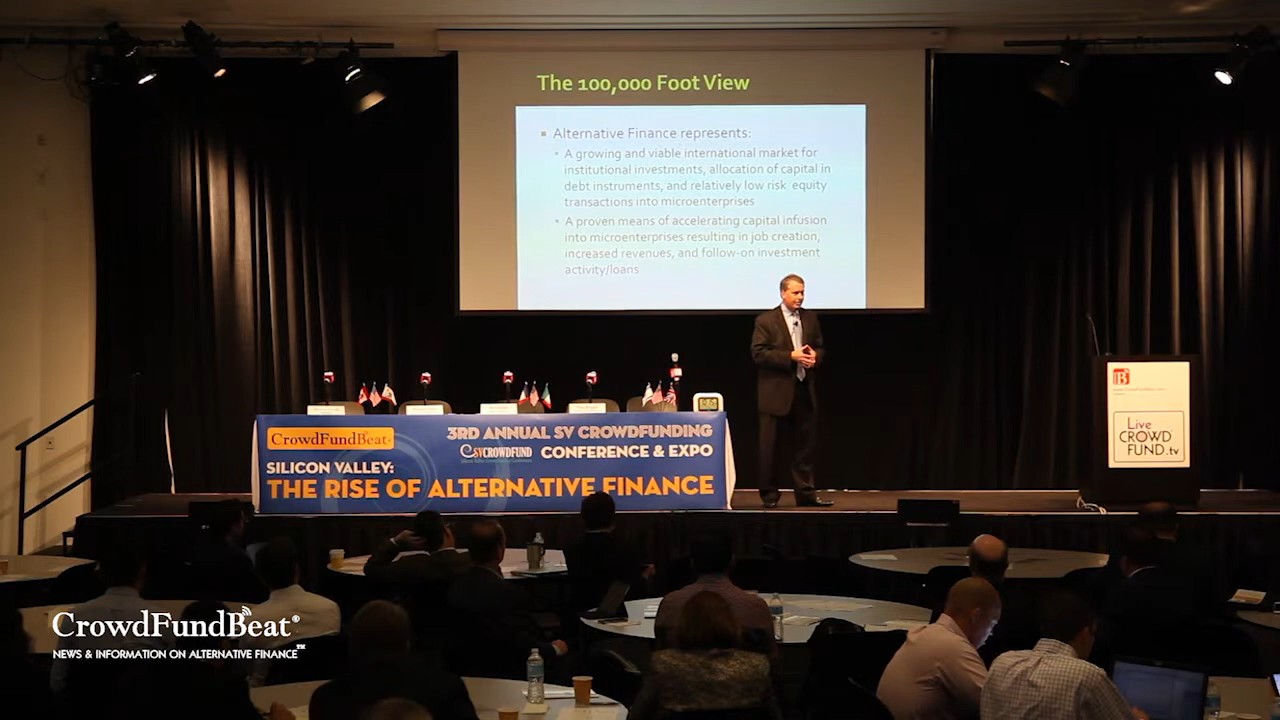 The 100,000 Foot View
Alternative Finance represents:
A growing and viable international market for
institutional investments, allocation of capital in
debt instruments, and relatively low risk equity
transactions into microenterprises
A proven means of accelerating capital infusion
into microenterprises resulting in job creation,
increased revenues, and follow-on investment
activity/loans
CrowdFundBeat
3RD ANNUAL SV CROWDFUNDING
SVCROWDFUND
CONFERENCE & EXPO
SILICON VALLEY:
THE RISE OF ALTERNATIVE FINANCE
B
Live
CROWD
FUND.tv
CrowdFundBeat®
NEWS & INFORMATION ON ALTERNATIVE FINANCE™